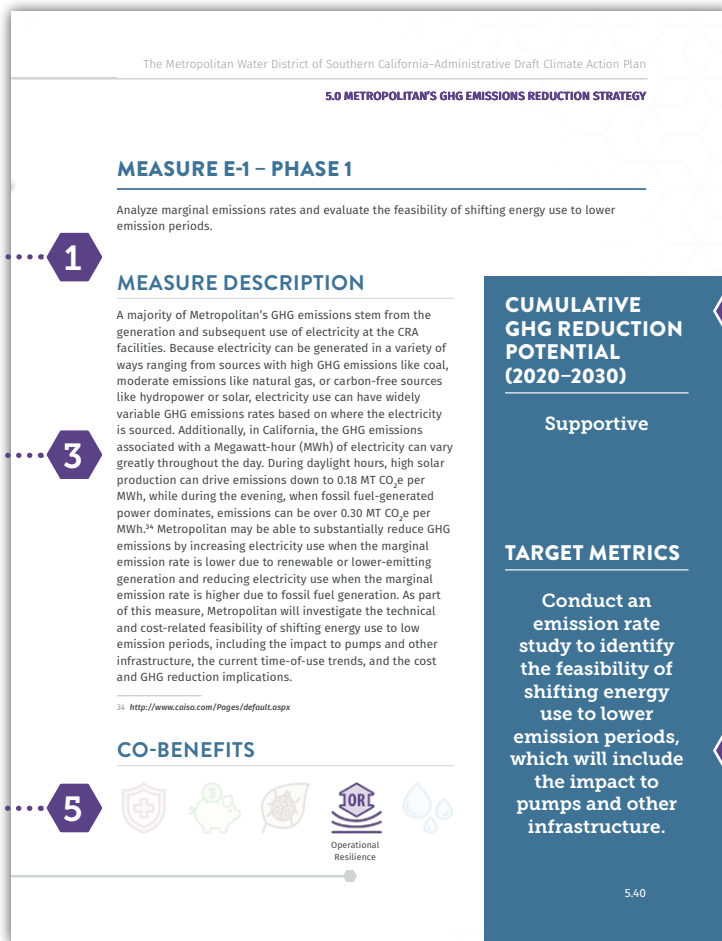 The Metropolitan Water District of Southern California–Administrative Draft Climate Action Plan
5.0 METROPOLITAN'S GHG EMISSIONS REDUCTION STRATEGY
MEASURE E-1 – PHASE 1
Analyze marginal emissions rates and evaluate the feasibility of shifting energy use to lower
emission periods.
1
MEASURE DESCRIPTION
A majority of Metropolitan's GHG emissions stem from the
generation and subsequent use of electricity at the CRA
facilities. Because electricity can be generated in a variety of
ways ranging from sources with high GHG emissions like coal,
moderate emissions like natural gas, or carbon-free sources
like hydropower or solar, electricity use can have widely
variable GHG emissions rates based on where the electricity
is sourced. Additionally, in California, the GHG emissions
3
associated with a Megawatt-hour (MWh) of electricity can vary
greatly throughout the day. During daylight hours, high solar
production can drive emissions down to 0.18 MT CO₂e per
MWh, while during the evening, when fossil fuel-generated
power dominates, emissions can be over 0.30 MT CO₂e per
MWh.³⁴ Metropolitan may be able to substantially reduce GHG
emissions by increasing electricity use when the marginal
emission rate is lower due to renewable or lower-emitting
generation and reducing electricity use when the marginal
emission rate is higher due to fossil fuel generation. As part
of this measure, Metropolitan will investigate the technical
and cost-related feasibility of shifting energy use to low
emission periods, including the impact to pumps and other
infrastructure, the current time-of-use trends, and the cost
and GHG reduction implications.
34 http://www.caiso.com/Pages/default.aspx
CO-BENEFITS
5
$
OR
Operational
Resilience
CUMULATIVE
GHG REDUCTION
POTENTIAL
(2020–2030)
Supportive
TARGET METRICS
Conduct an
emission rate
study to identify
the feasibility of
shifting energy
use to lower
emission periods,
which will include
the impact to
pumps and other
infrastructure.
5.40